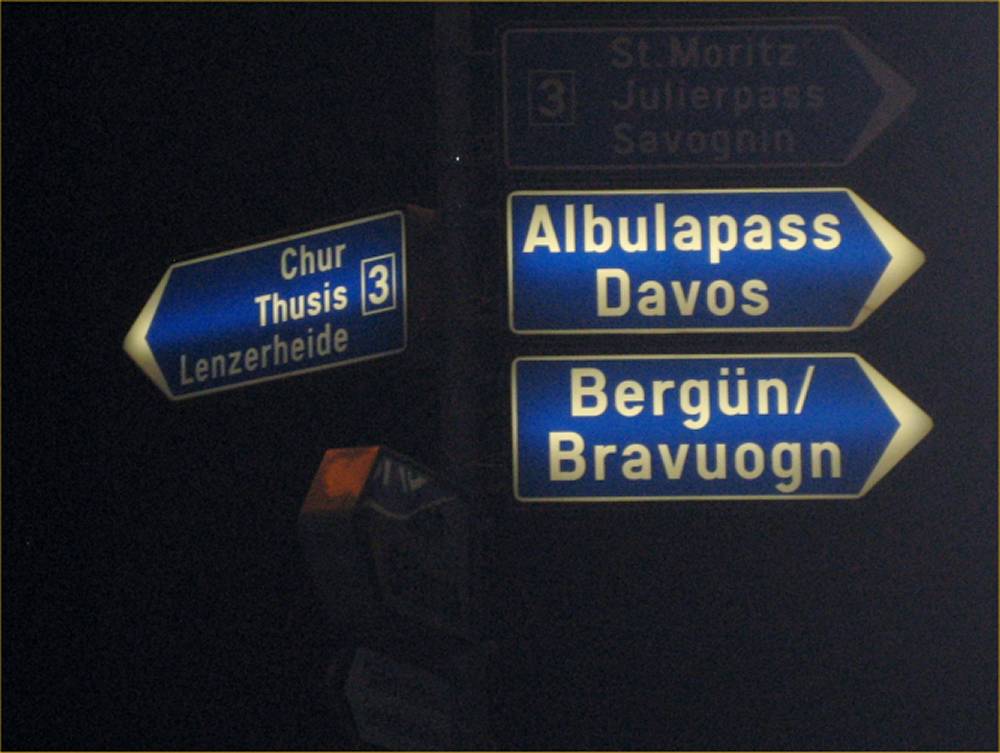 St.Moritz
3 Julierpass
Savognin
Albulapass
Davos
Chur
Thusis 3
Lenzerheide
Bergün/
Bravuogn